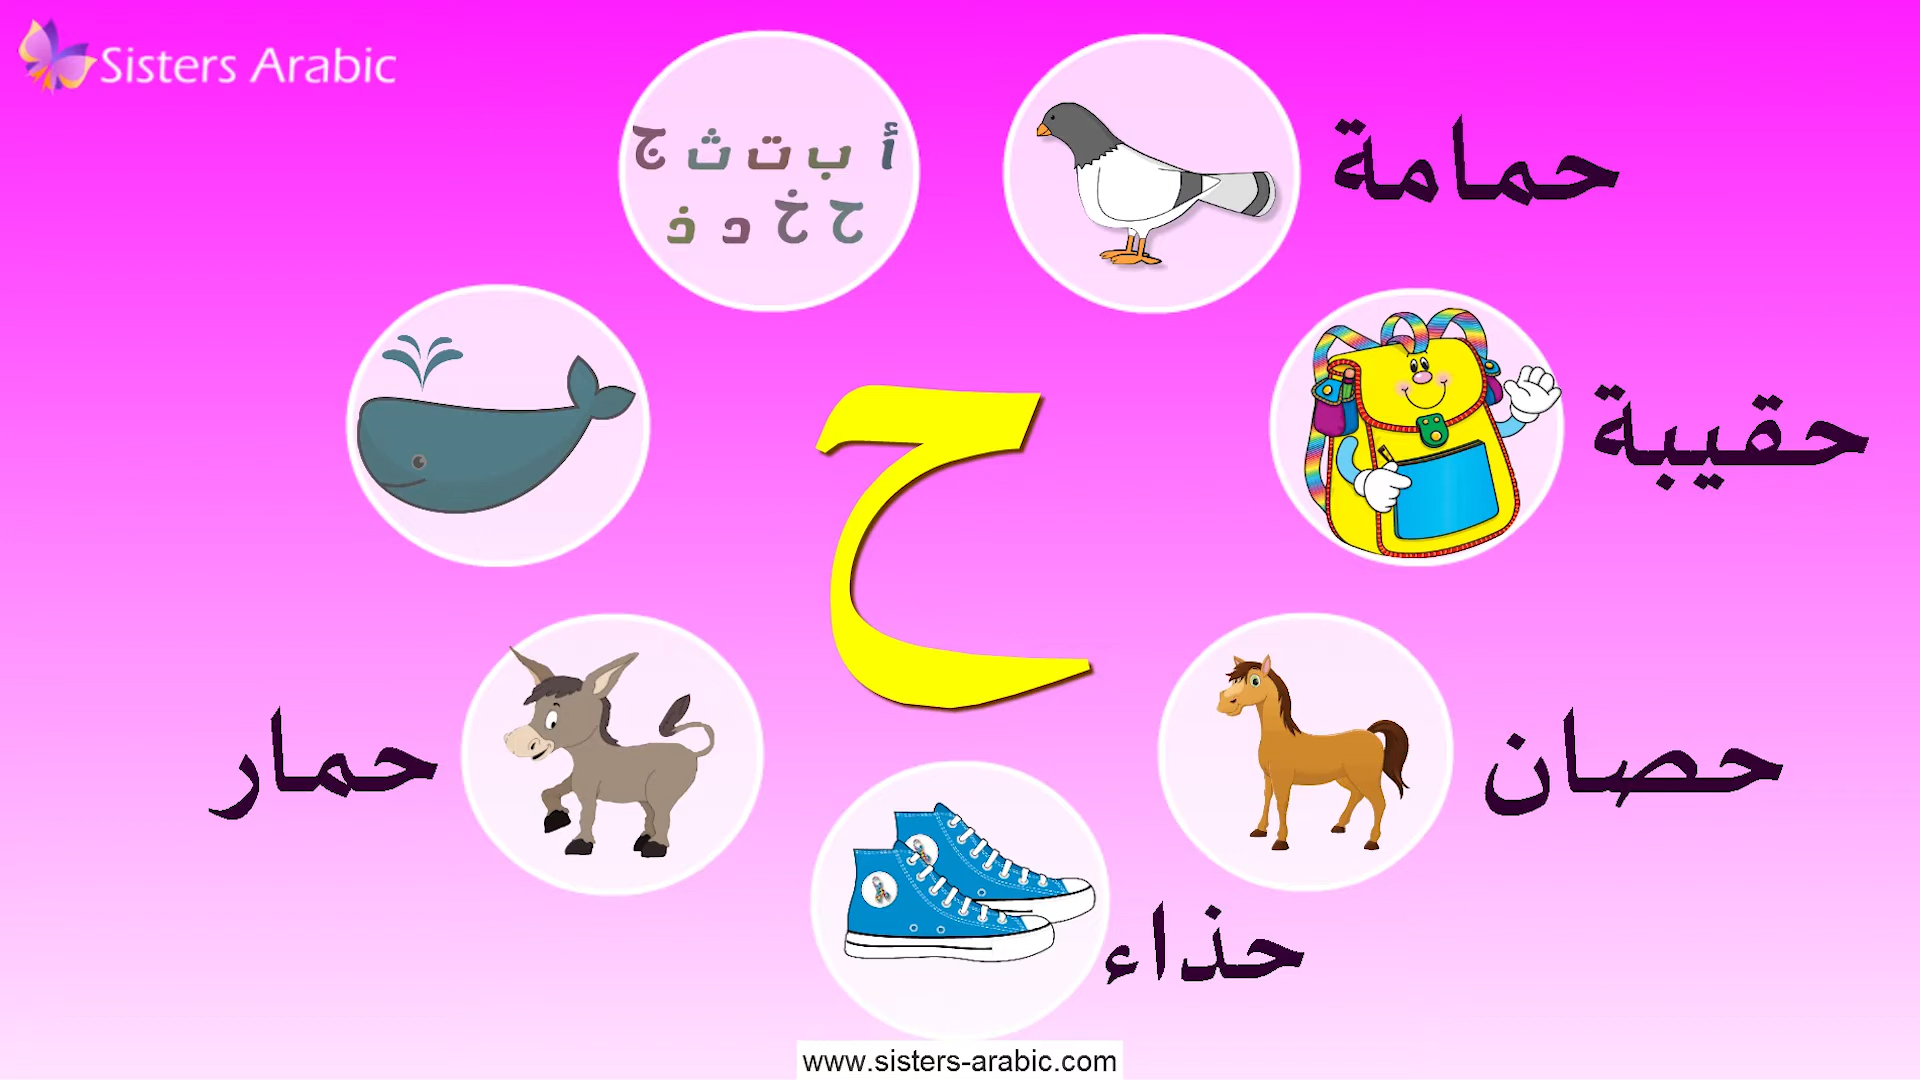 Sisters Arabic
أ ب ت ث ج
ح خ د ذ
حمامة
حقيبة
ح
حصان
حمار
حذاء
www.sisters-arabic.com